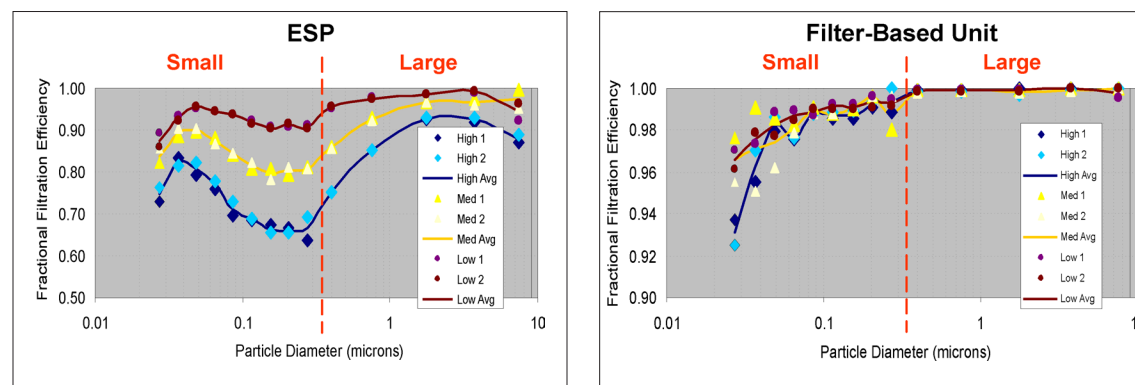 ESP
Small
Large
Fractional Filtration Efficiency
1.00
0.90
0.80
0.70
0.60
0.50
0.01
0.1
1
10
Particle Diameter (microns)
High 1
High 2
High Avg
Med 1
Med 2
Med Avg
Low 1
Low 2
Low Avg
Filter-Based Unit
Small
Large
Fractional Filtration Efficiency
1.00
0.98
0.96
0.94
0.92
0.90
0.01
0.1
1
1
Particle Diameter (microns)
High 1
High 2
High Avg
Med 1
Med 2
Med Avg
Low 1
Low 2
Low Avg